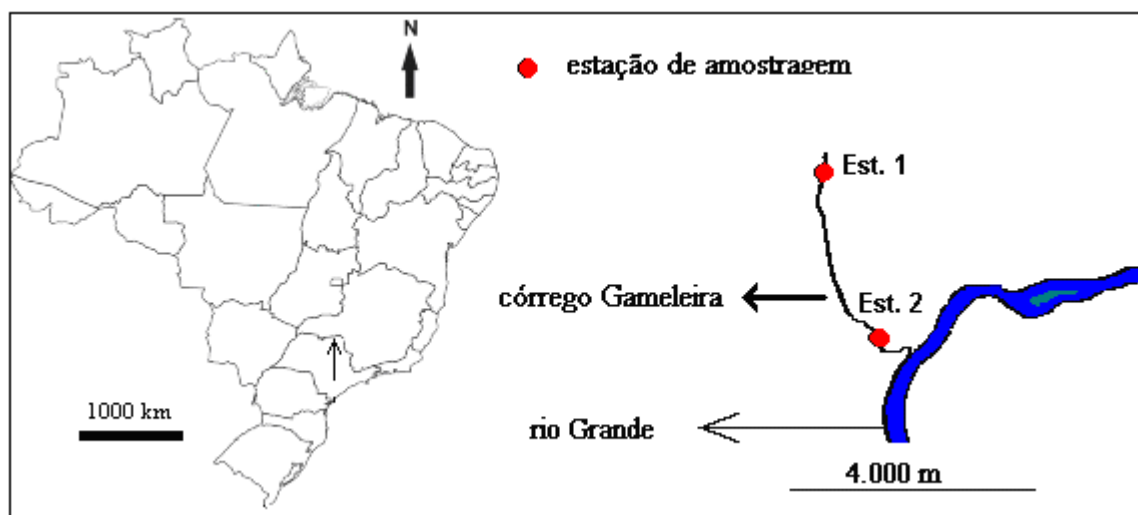 N
estação de amostragem
Est. 1
córrego Gameleira
Est. 2
1000 km
rio Grande
4.000 m